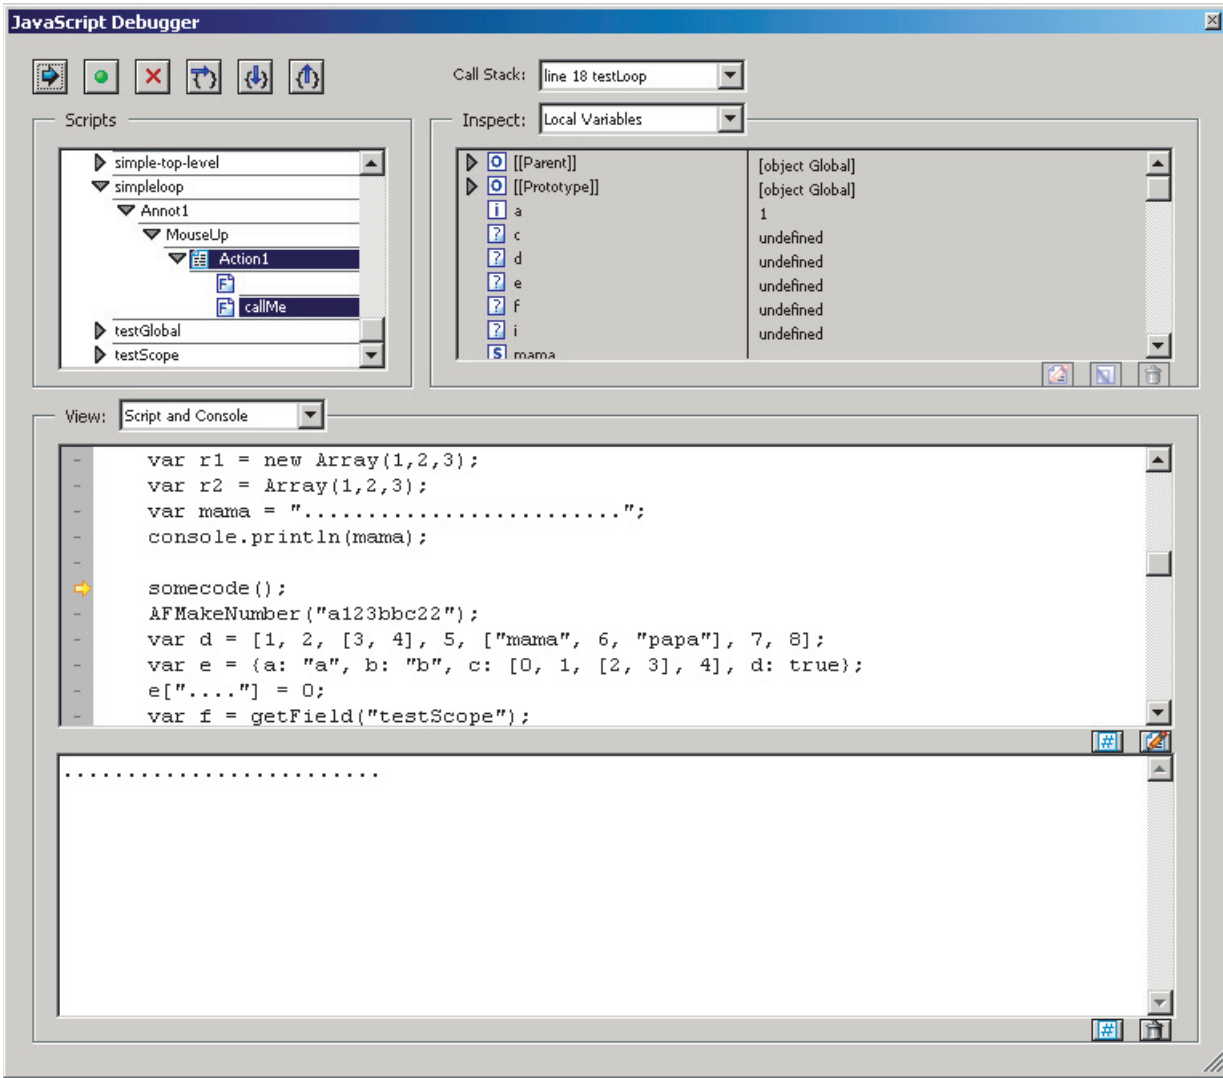 JavaScript Debugger
Call Stack: line 18 testLoop
Scripts
Inspect: Local Variables
simple-top-level
simpleloop
Annot1
MouseUp
Action1
callMe
testGlobal
testScope
[[Parent]] [object Global]
[[Prototype]] [object Global]
a 1
c undefined
d undefined
e undefined
f undefined
i undefined
mama
View: Script and Console
var r1 = new Array(1,2,3);
var r2 = Array(1,2,3);
var mama = ".........................";
console.println(mama);
somecode();
AFMakeNumber("a123bbc22");
var d = [1, 2, [3, 4], 5, ["mama", 6, "papa"], 7, 8];
var e = {a: "a", b: "b", c: [0, 1, [2, 3], 4], d: true};
e["...."] = 0;
var f = getField("testScope");
.........................